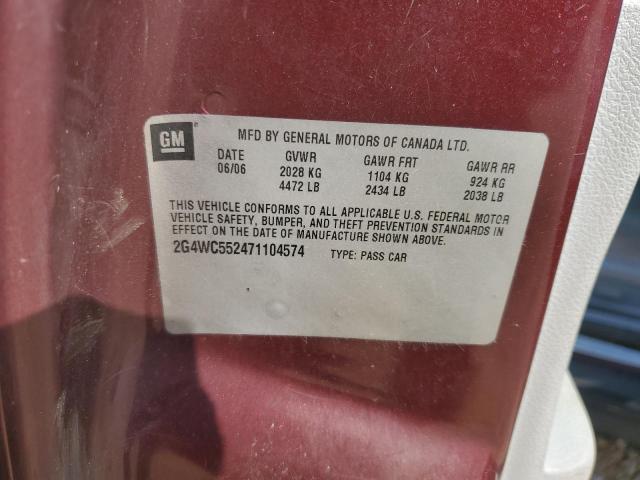 GM ® MFD BY GENERAL MOTORS OF CANADA LTD.
DATE GVWR GAWR FRT GAWR RR
06/06 2028 KG 1104 KG 924 KG
4472 LB 2434 LB 2038 LB
THIS VEHICLE CONFORMS TO ALL APPLICABLE U.S. FEDERAL MOTOR
VEHICLE SAFETY, BUMPER, AND THEFT PREVENTION STANDARDS IN
EFFECT ON THE DATE OF MANUFACTURE SHOWN ABOVE.
2G4WC552471104574 TYPE: PASS CAR